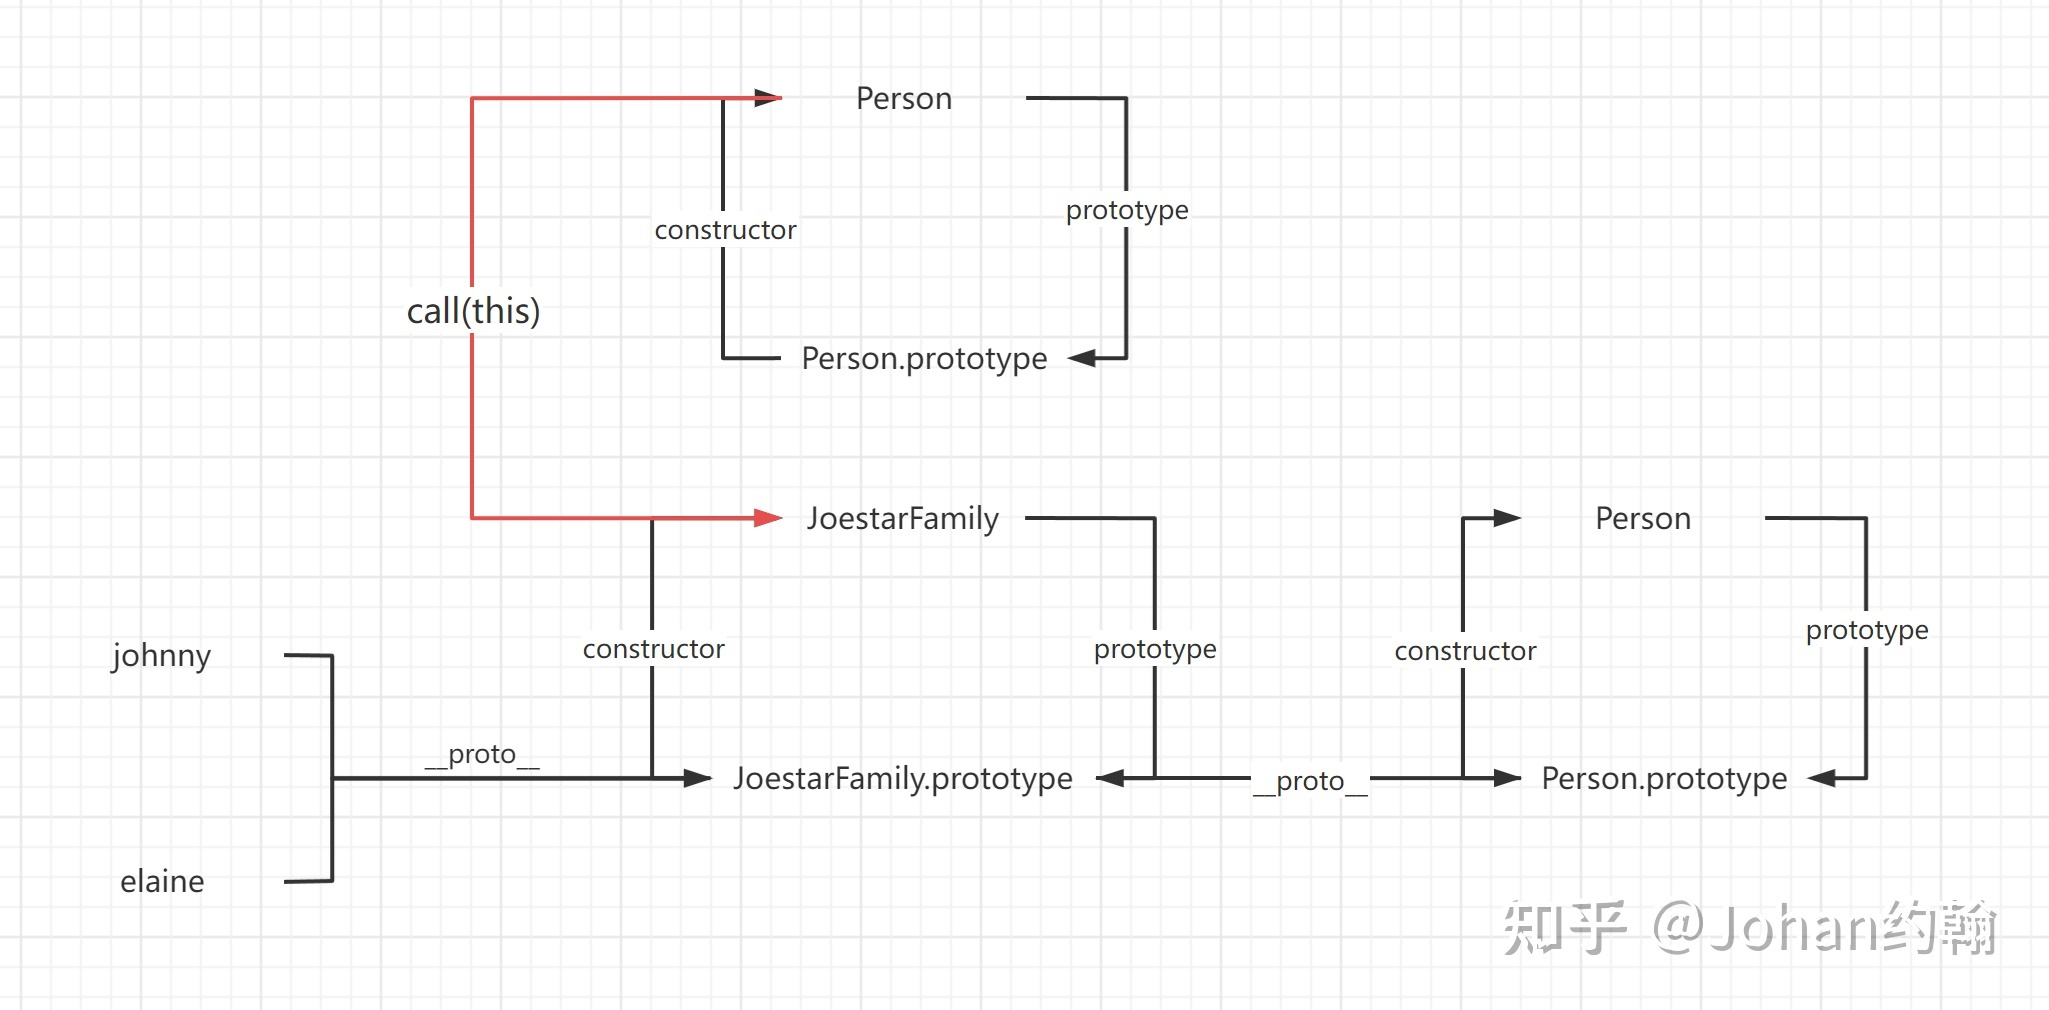 Person
prototype
constructor
call(this)
Person.prototype
JoestarFamily
Person
prototype
constructor
prototype
constructor
johnny
__proto__
JoestarFamily.prototype
__proto__
Person.prototype
elaine
知乎 @Johan约翰